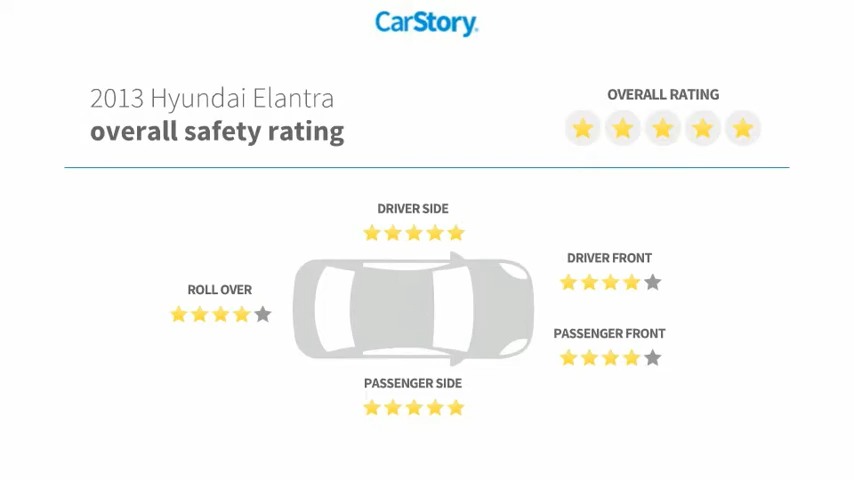 CarStory
2013 Hyundai Elantra
overall safety rating
OVERALL RATING
DRIVER SIDE
DRIVER FRONT
ROLL OVER
PASSENGER FRONT
PASSENGER SIDE